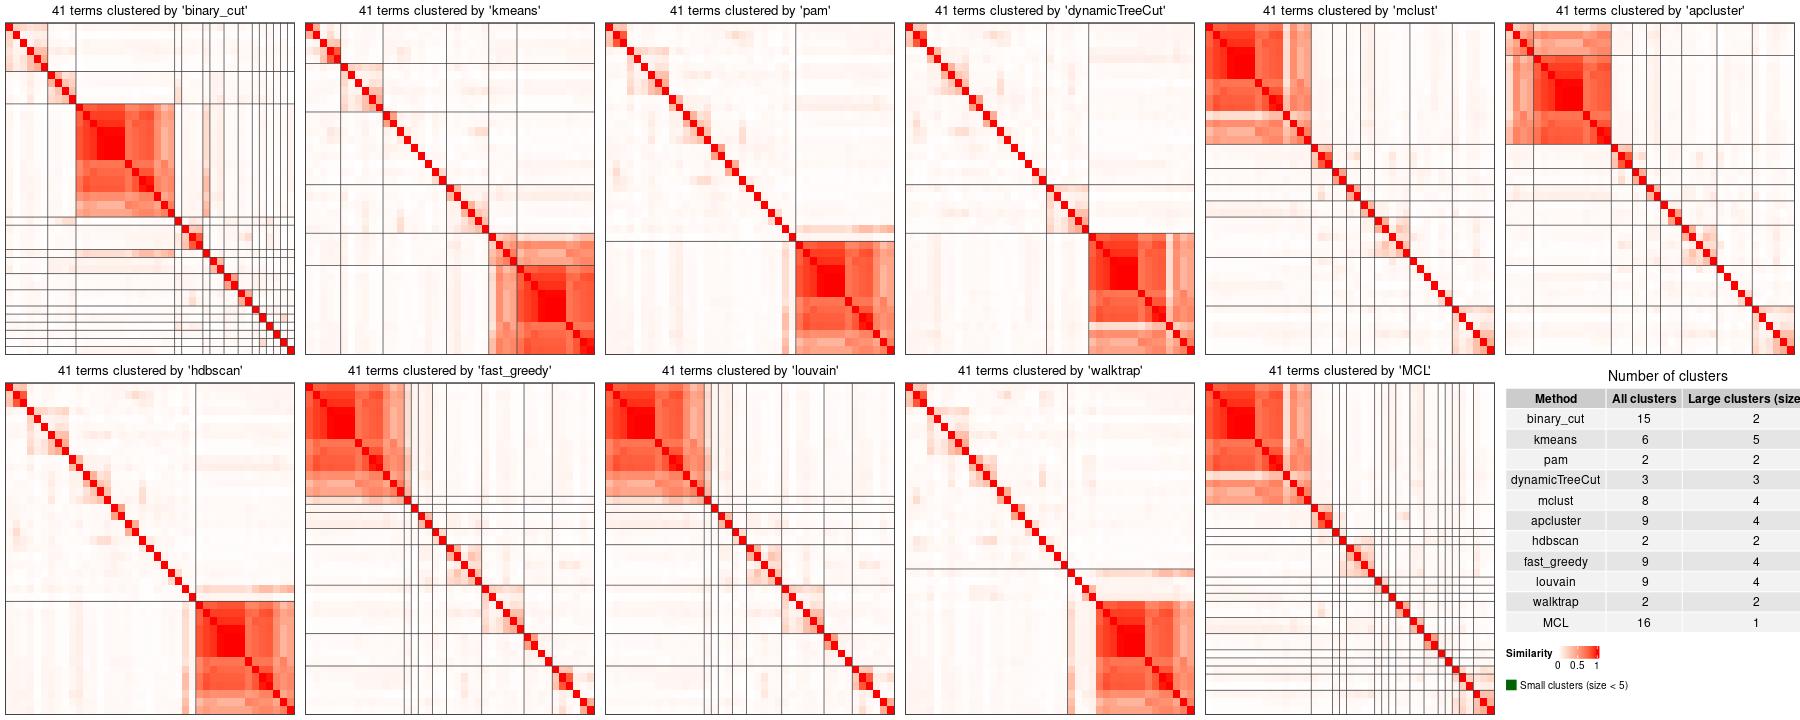 41 terms clustered by 'binary_cut'
41 terms clustered by 'kmeans'
41 terms clustered by 'pam'
41 terms clustered by 'dynamicTreeCut'
41 terms clustered by 'mclust'
41 terms clustered by 'apcluster'
41 terms clustered by 'hdbscan'
41 terms clustered by 'fast_greedy'
41 terms clustered by 'louvain'
41 terms clustered by 'walktrap'
41 terms clustered by 'MCL'
Number of clusters
Method All clusters Large clusters (size
binary_cut 15 2
kmeans 6 5
pam 2 2
dynamicTreeCut 3 3
mclust 8 4
apcluster 9 4
hdbscan 2 2
fast_greedy 9 4
louvain 9 4
walktrap 2 2
MCL 16 1
Similarity
0 0.5 1
Small clusters (size < 5)